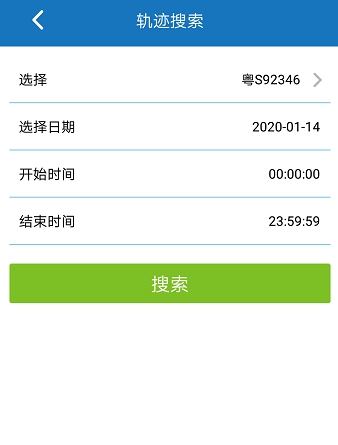 轨迹搜索
选择 粤S92346
选择日期 2020-01-14
开始时间 00:00:00
结束时间 23:59:59
搜索